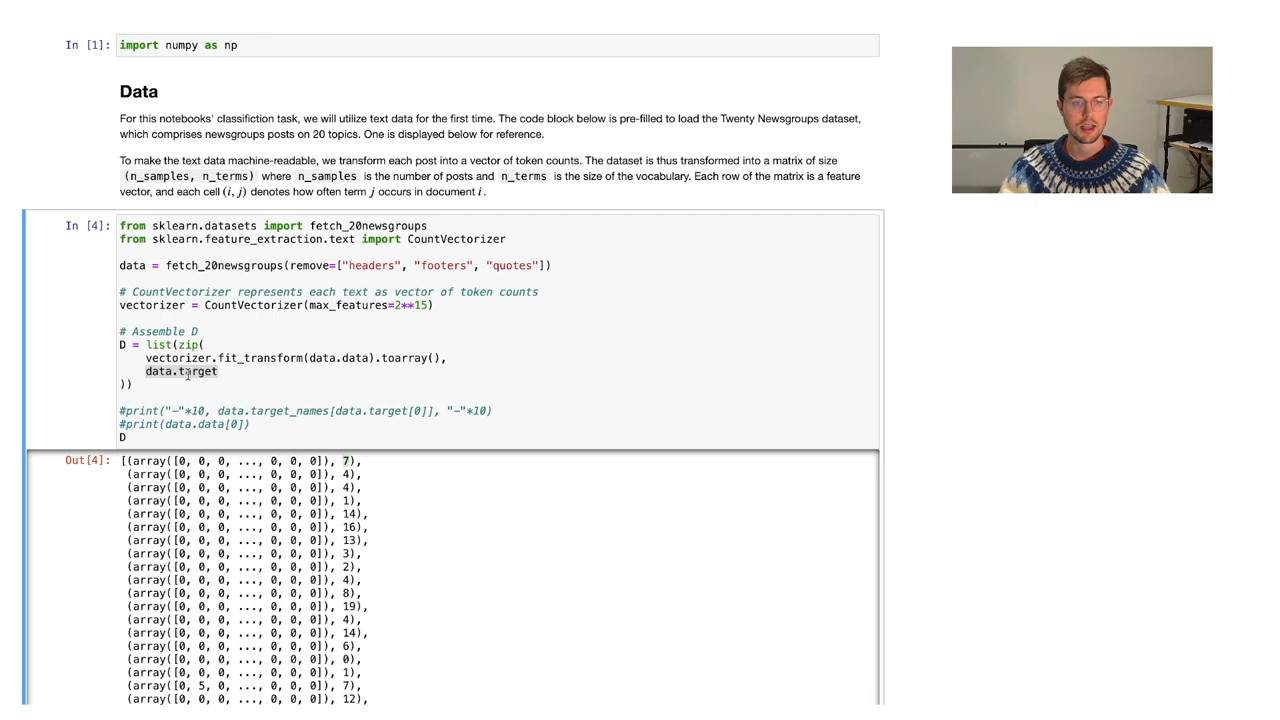 In [1]: import numpy as np
Data
For this notebooks' classifiction task, we will utilize text data for the first time. The code block below is pre-filled to load the Twenty Newsgroups dataset,
which comprises newsgroups posts on 20 topics. One is displayed below for reference.
To make the text data machine-readable, we transform each post into a vector of token counts. The dataset is thus transformed into a matrix of size
(n_samples, n_terms) where n_samples is the number of posts and n_terms is the size of the vocabulary. Each row of the matrix is a feature
vector, and each cell (i, j) denotes how often term j occurs in document i.
In [4]: from sklearn.datasets import fetch_20newsgroups
from sklearn.feature_extraction.text import CountVectorizer
data = fetch_20newsgroups(remove=["headers", "footers", "quotes"])
# CountVectorizer represents each text as vector of token counts
vectorizer = CountVectorizer(max_features=2**15)
# Assemble D
D = list(zip(
vectorizer.fit_transform(data.data).toarray(),
data.target
))
#print("-"*10, data.target_names[data.target[0]], "-"*10)
#print(data.data[0])
D
Out[4]: [(array([0, 0, 0, ..., 0, 0, 0]), 7),
(array([0, 0, 0, ..., 0, 0, 0]), 4),
(array([0, 0, 0, ..., 0, 0, 0]), 4),
(array([0, 0, 0, ..., 0, 0, 0]), 1),
(array([0, 0, 0, ..., 0, 0, 0]), 14),
(array([0, 0, 0, ..., 0, 0, 0]), 16),
(array([0, 0, 0, ..., 0, 0, 0]), 13),
(array([0, 0, 0, ..., 0, 0, 0]), 3),
(array([0, 0, 0, ..., 0, 0, 0]), 2),
(array([0, 0, 0, ..., 0, 0, 0]), 4),
(array([0, 0, 0, ..., 0, 0, 0]), 8),
(array([0, 0, 0, ..., 0, 0, 0]), 19),
(array([0, 0, 0, ..., 0, 0, 0]), 4),
(array([0, 0, 0, ..., 0, 0, 0]), 14),
(array([0, 0, 0, ..., 0, 0, 0]), 6),
(array([0, 0, 0, ..., 0, 0, 0]), 0),
(array([0, 0, 0, ..., 0, 0, 0]), 1),
(array([0, 5, 0, ..., 0, 0, 0]), 7),
(array([0, 0, 0, ..., 0, 0, 0]), 12),